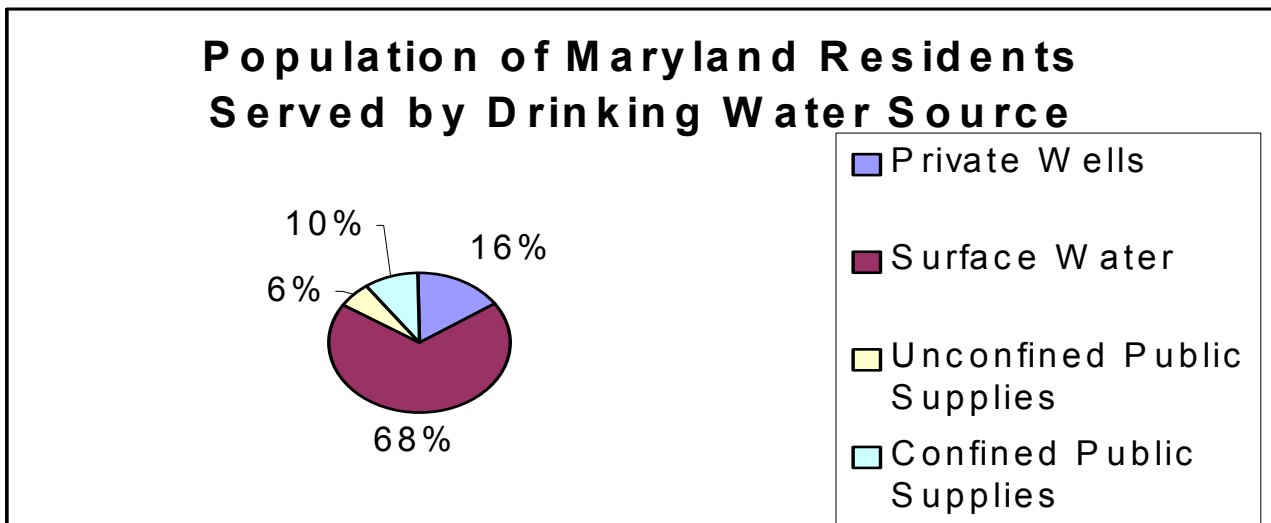 Population of Maryland Residents
Served by Drinking Water Source
10%
16%
6%
68%
Private Wells
Surface Water
Unconfined Public
Supplies
Confined Public
Supplies